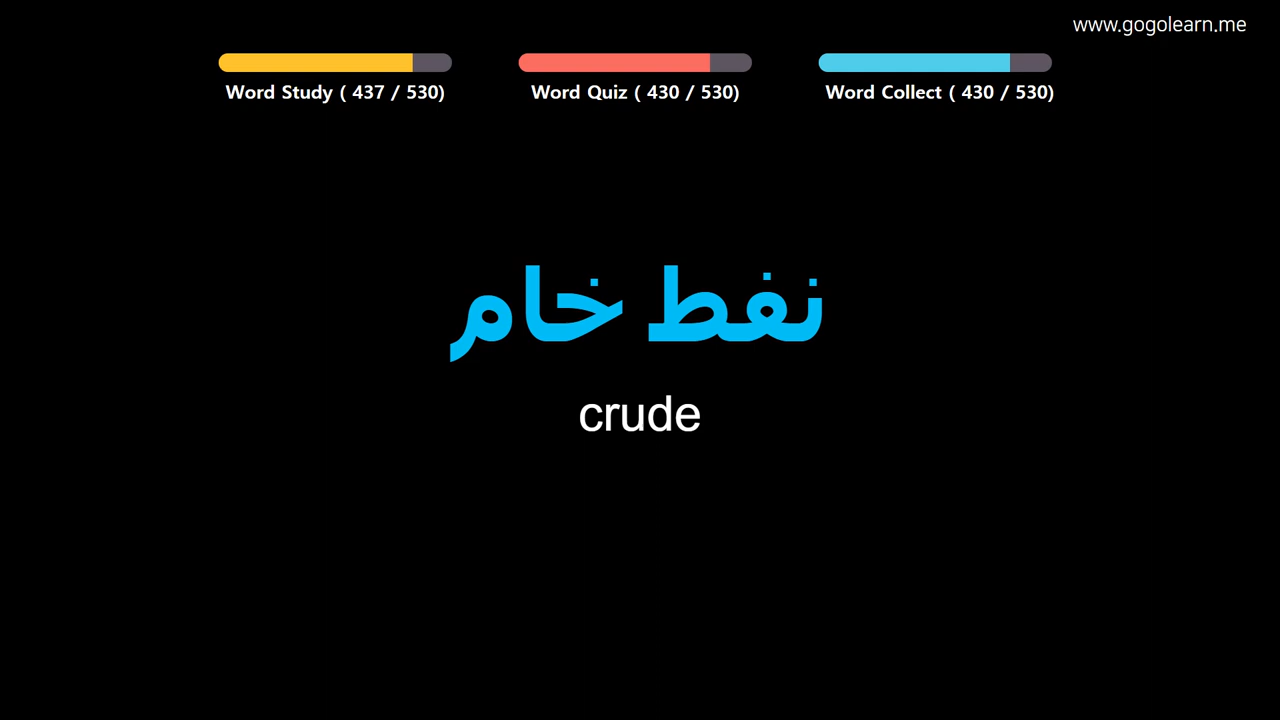 www.gogolearn.me
Word Study ( 437 / 530)
Word Quiz ( 430 / 530)
Word Collect ( 430 / 530)
نفط خام
crude